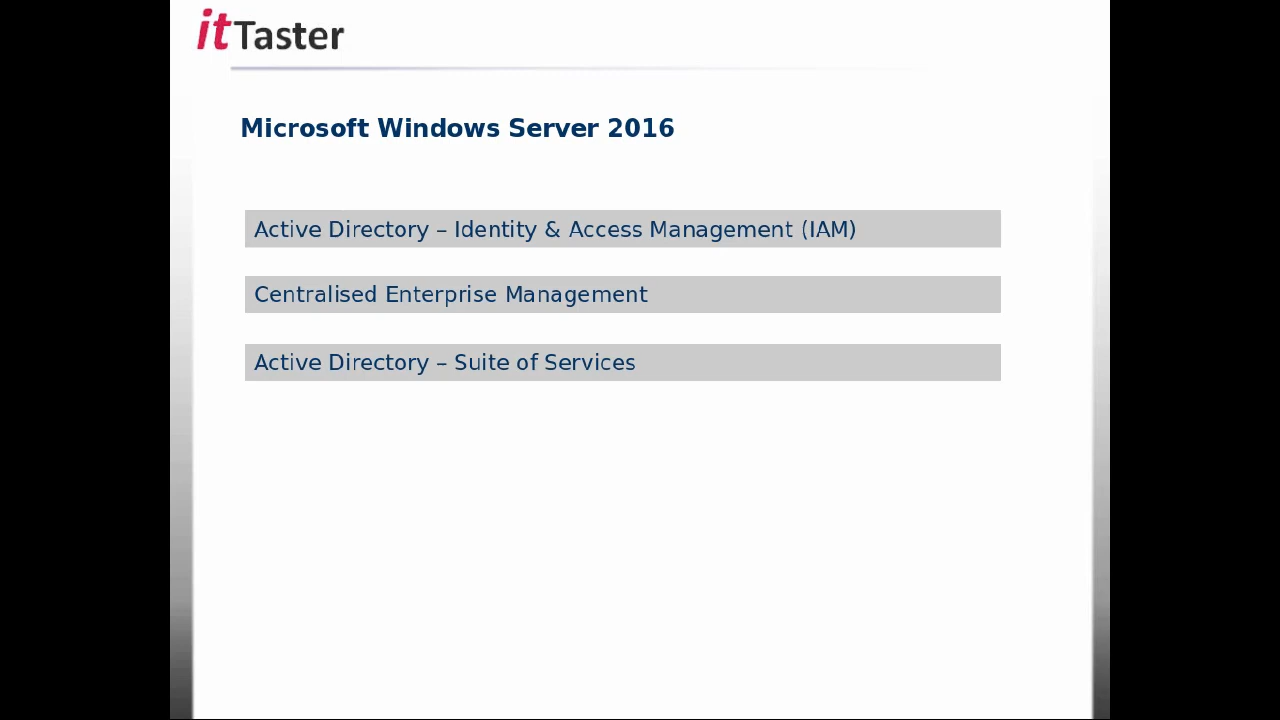 itTaster
Microsoft Windows Server 2016
Active Directory – Identity & Access Management (IAM)
Centralised Enterprise Management
Active Directory – Suite of Services